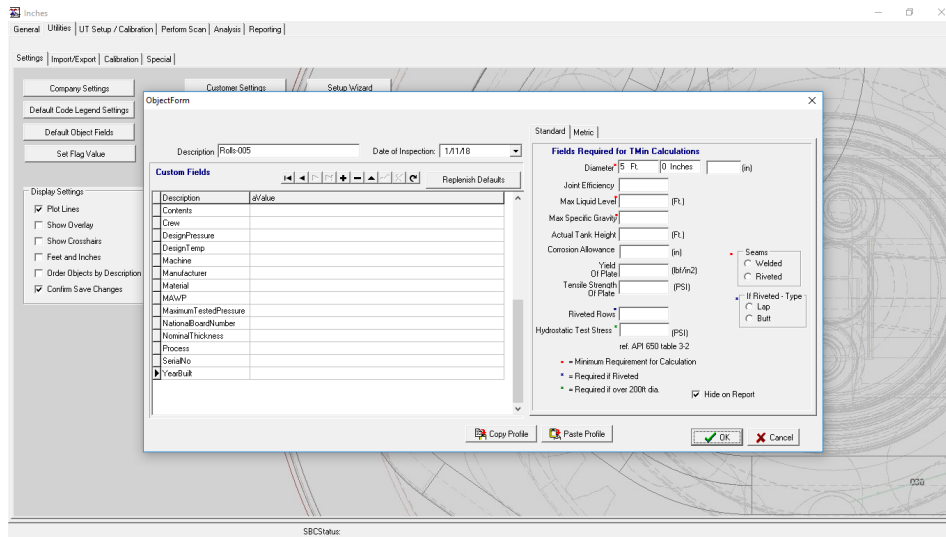 Inches
General Utilities UT Setup / Calibration Perform Scan Analysis Reporting
Settings Import/Export Calibration Special
Company Settings Customer Settings Setup Wizard
Default Code Legend Settings
Default Object Fields
Set Flag Value
Display Settings
Plot Lines
Show Overlay
Show Crosshairs
Feet and Inches
Order Objects by Description
Confirm Save Changes
ObjectForm
Description Rolls-005 Date of Inspection: 1/11/18
Custom Fields Replenish Defaults
Description aValue
Contents
Crew
DesignPressure
DesignTemp
Machine
Manufacturer
Material
MAWP
MaximumTestedPressure
NationalBoardNumber
NominalThickness
Process
SerialNo
YearBuilt
Standard Metric
Fields Required for TMin Calculations
Diameter* 5 Ft. 0 Inches (in)
Joint Efficiency
Max Liquid Level* (Ft.)
Max Specific Gravity*
Actual Tank Height (Ft.)
Corrosion Allowance (in)
Yield
Of Plate (lbf/in2)
Tensile Strength
Of Plate (PSI)
Riveted Rows*
Hydrostatic Test Stress * (PSI)
ref. API 650 table 3-2
* = Minimum Requirement for Calculation
* = Required if Riveted
* = Required if over 200ft dia.
* Seams
Welded
Riveted
* If Riveted - Type
Lap
Butt
Hide on Report
Copy Profile Paste Profile OK Cancel
SBCStatus: